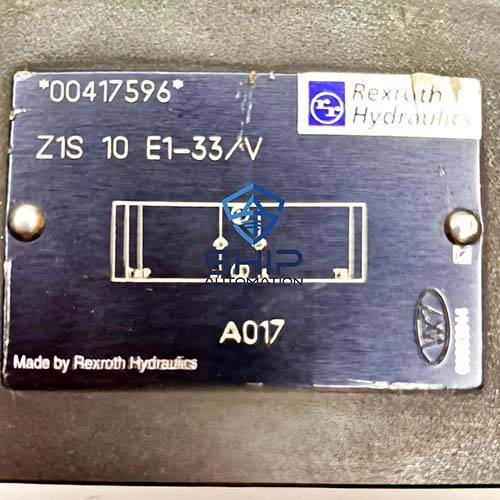 *00417596*
Rexroth
Hydraulics
Z1S 10 E1-33/V
SHIP
AUTOMATION
A017
Made by Rexroth Hydraulics